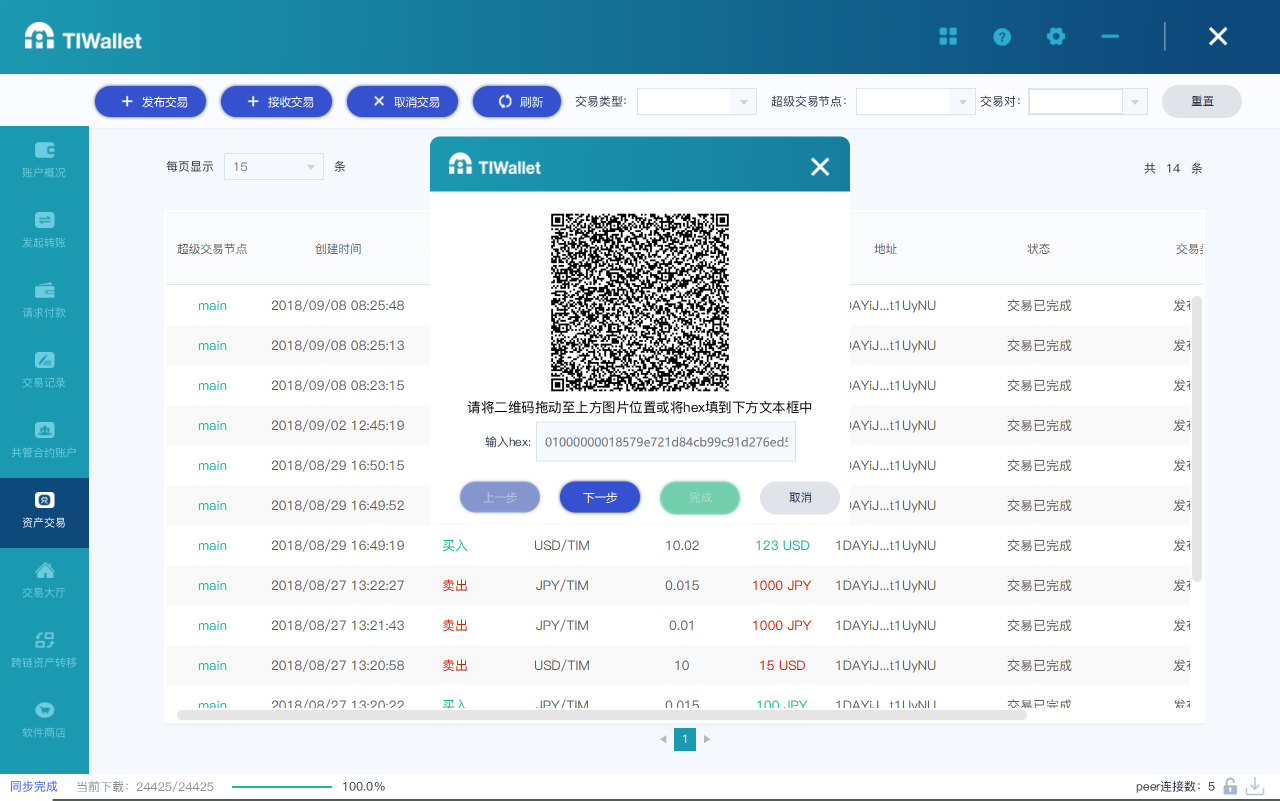 TIWallet
发布交易 接收交易 取消交易 刷新 交易类型: 超级交易节点: 交易对: 重置
账户概况
发起转账
请求付款
交易记录
共管合约账户
资产交易
交易大厅
跨链资产转移
软件商店
每页显示 15 条
共 14 条
TIWallet
请将二维码拖动至上方图片位置或将hex填到下方文本框中
输入hex: 01000000018579e721d84cb99c91d276ed5
上一步 下一步 完成 取消
超级交易节点 创建时间 地址 状态 交易
main 2018/09/08 08:25:48 DAYiJ...t1UyNU 交易已完成 发布
main 2018/09/08 08:25:13 DAYiJ...t1UyNU 交易已完成 发布
main 2018/09/08 08:23:15 DAYiJ...t1UyNU 交易已完成 发布
main 2018/09/02 12:45:19 DAYiJ...t1UyNU 交易已完成 发布
main 2018/08/29 16:50:15 DAYiJ...t1UyNU 交易已完成 发布
main 2018/08/29 16:49:52 DAYiJ...t1UyNU 交易已完成 发布
main 2018/08/29 16:49:19 买入 USD/TIM 10.02 123 USD 1DAYiJ...t1UyNU 交易已完成 发布
main 2018/08/27 13:22:27 卖出 JPY/TIM 0.015 1000 JPY 1DAYiJ...t1UyNU 交易已完成 发布
main 2018/08/27 13:21:43 卖出 JPY/TIM 0.01 1000 JPY 1DAYiJ...t1UyNU 交易已完成 发布
main 2018/08/27 13:20:58 卖出 USD/TIM 10 15 USD 1DAYiJ...t1UyNU 交易已完成 发布
main 2018/08/27 13:20:22 买入 JPY/TIM 0.015 100 JPY 1DAYiJ...t1UyNU 交易已完成 发布
1
同步完成 当前下载: 24425/24425 100.0% peer连接数: 5